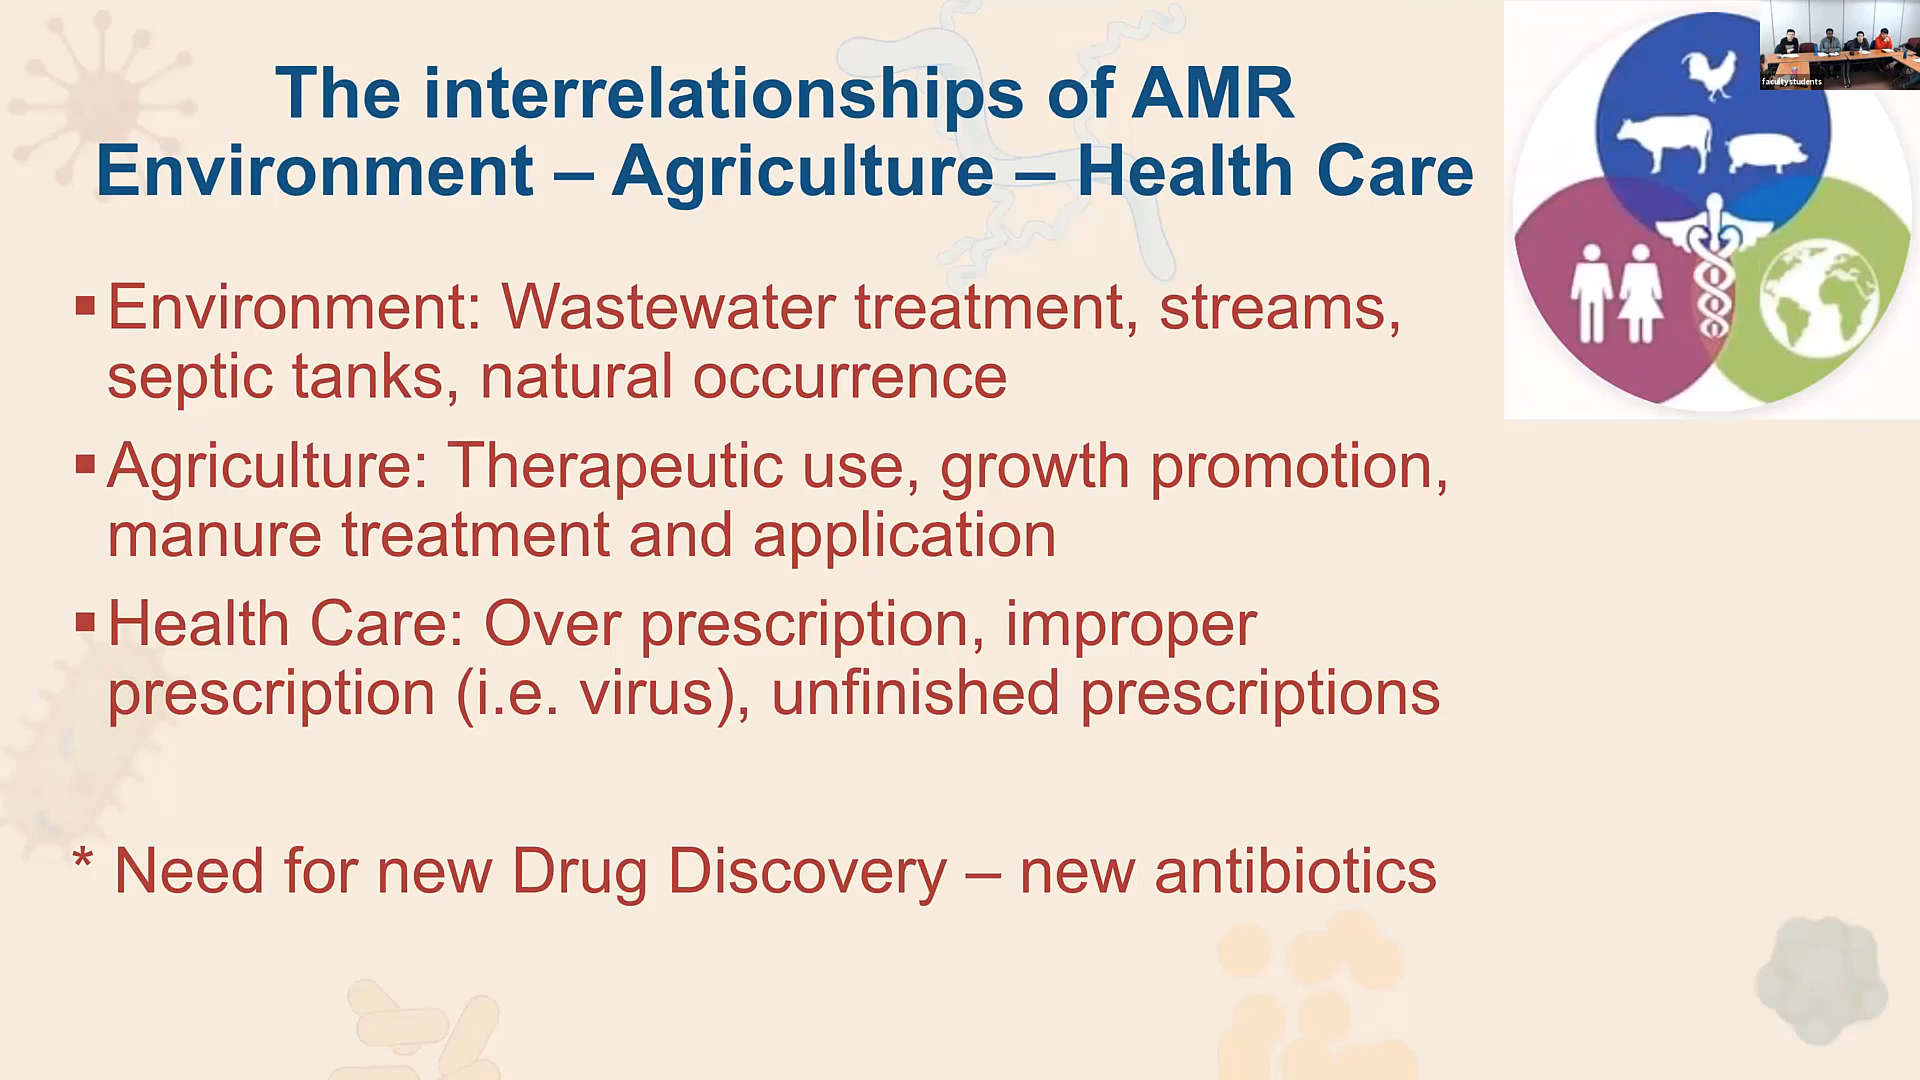 The interrelationships of AMR
Environment – Agriculture – Health Care
▪Environment: Wastewater treatment, streams,
septic tanks, natural occurrence
▪Agriculture: Therapeutic use, growth promotion,
manure treatment and application
▪Health Care: Over prescription, improper
prescription (i.e. virus), unfinished prescriptions
* Need for new Drug Discovery – new antibiotics
facultystudents